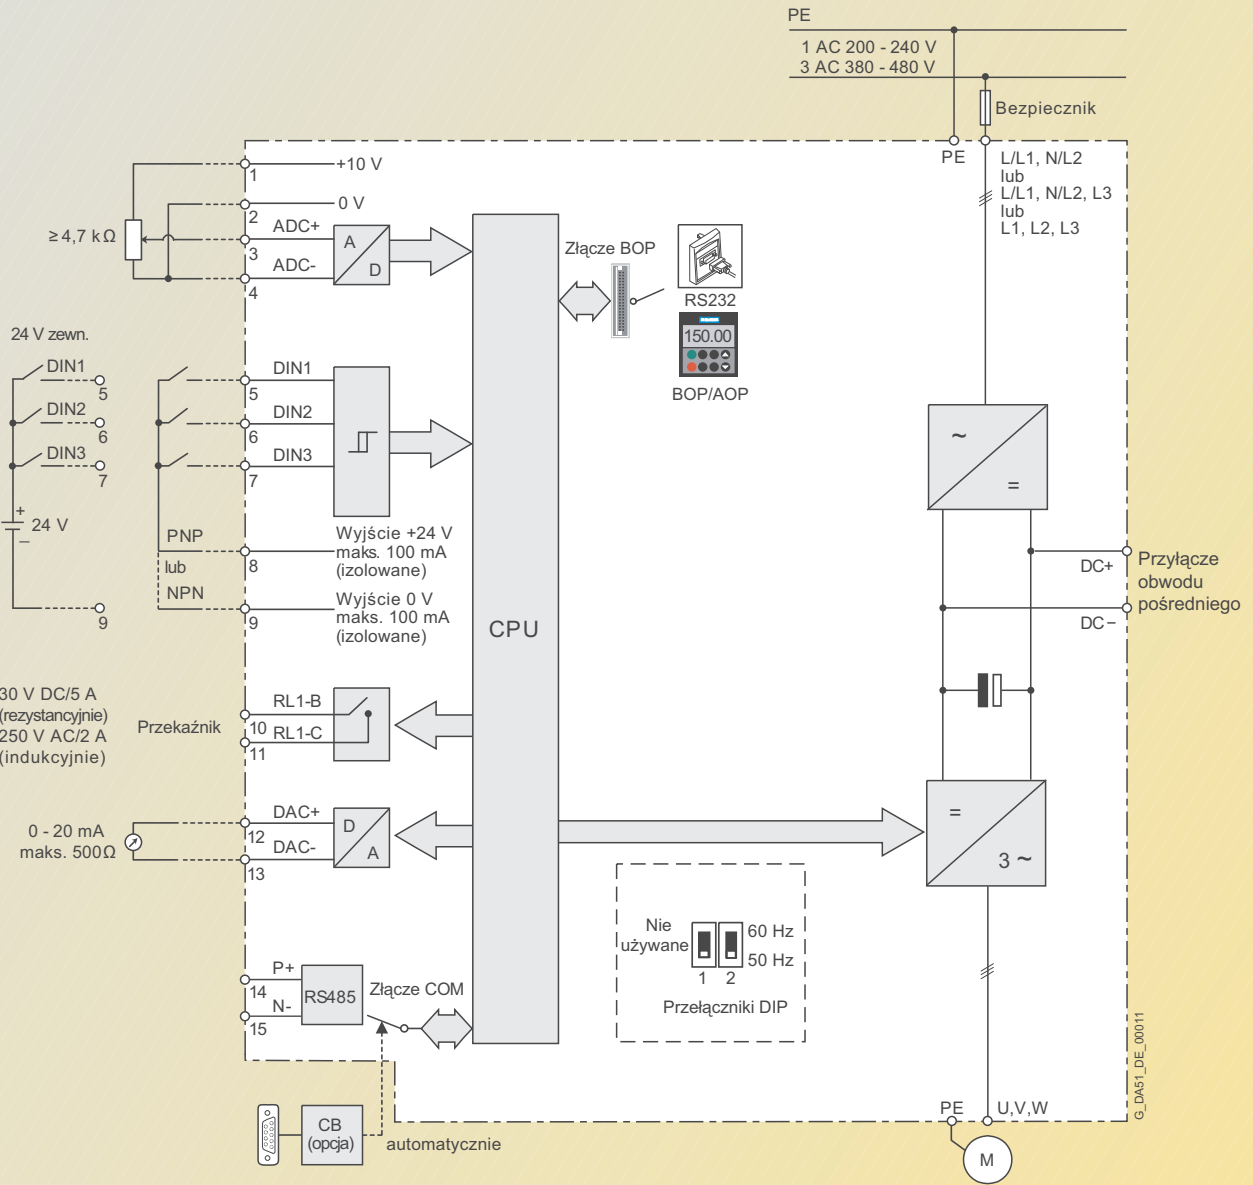 PE
1 AC 200 - 240 V
3 AC 380 - 480 V
Bezpiecznik
PE
L/L1, N/L2
lub
L/L1, N/L2, L3
lub
L1, L2, L3
+10 V
1
0 V
2
ADC+
3
ADC-
4
≥ 4,7 k Ω
A
D
Złącze BOP
RS232
150.00
BOP/AOP
24 V zewn.
DIN1
5
DIN2
6
DIN3
7
+
24 V
–
9
DIN1
5
DIN2
6
DIN3
7
PNP
8
lub
NPN
9
Wyjście +24 V
maks. 100 mA
(izolowane)
Wyjście 0 V
maks. 100 mA
(izolowane)
CPU
~
=
DC+
DC−
Przyłącze
obwodu
pośredniego
30 V DC/5 A
(rezystancyjnie)
250 V AC/2 A
(indukcyjnie)
Przekaźnik
RL1-B
10
RL1-C
11
0 - 20 mA
maks. 500Ω
DAC+
12
DAC-
13
D
A
=
3 ~
Nie
używane
60 Hz
50 Hz
1 2
Przełączniki DIP
P+
14
N-
15
RS485
Złącze COM
CB
(opcja)
automatycznie
PE
U,V,W
M
G_DA51_DE_00011